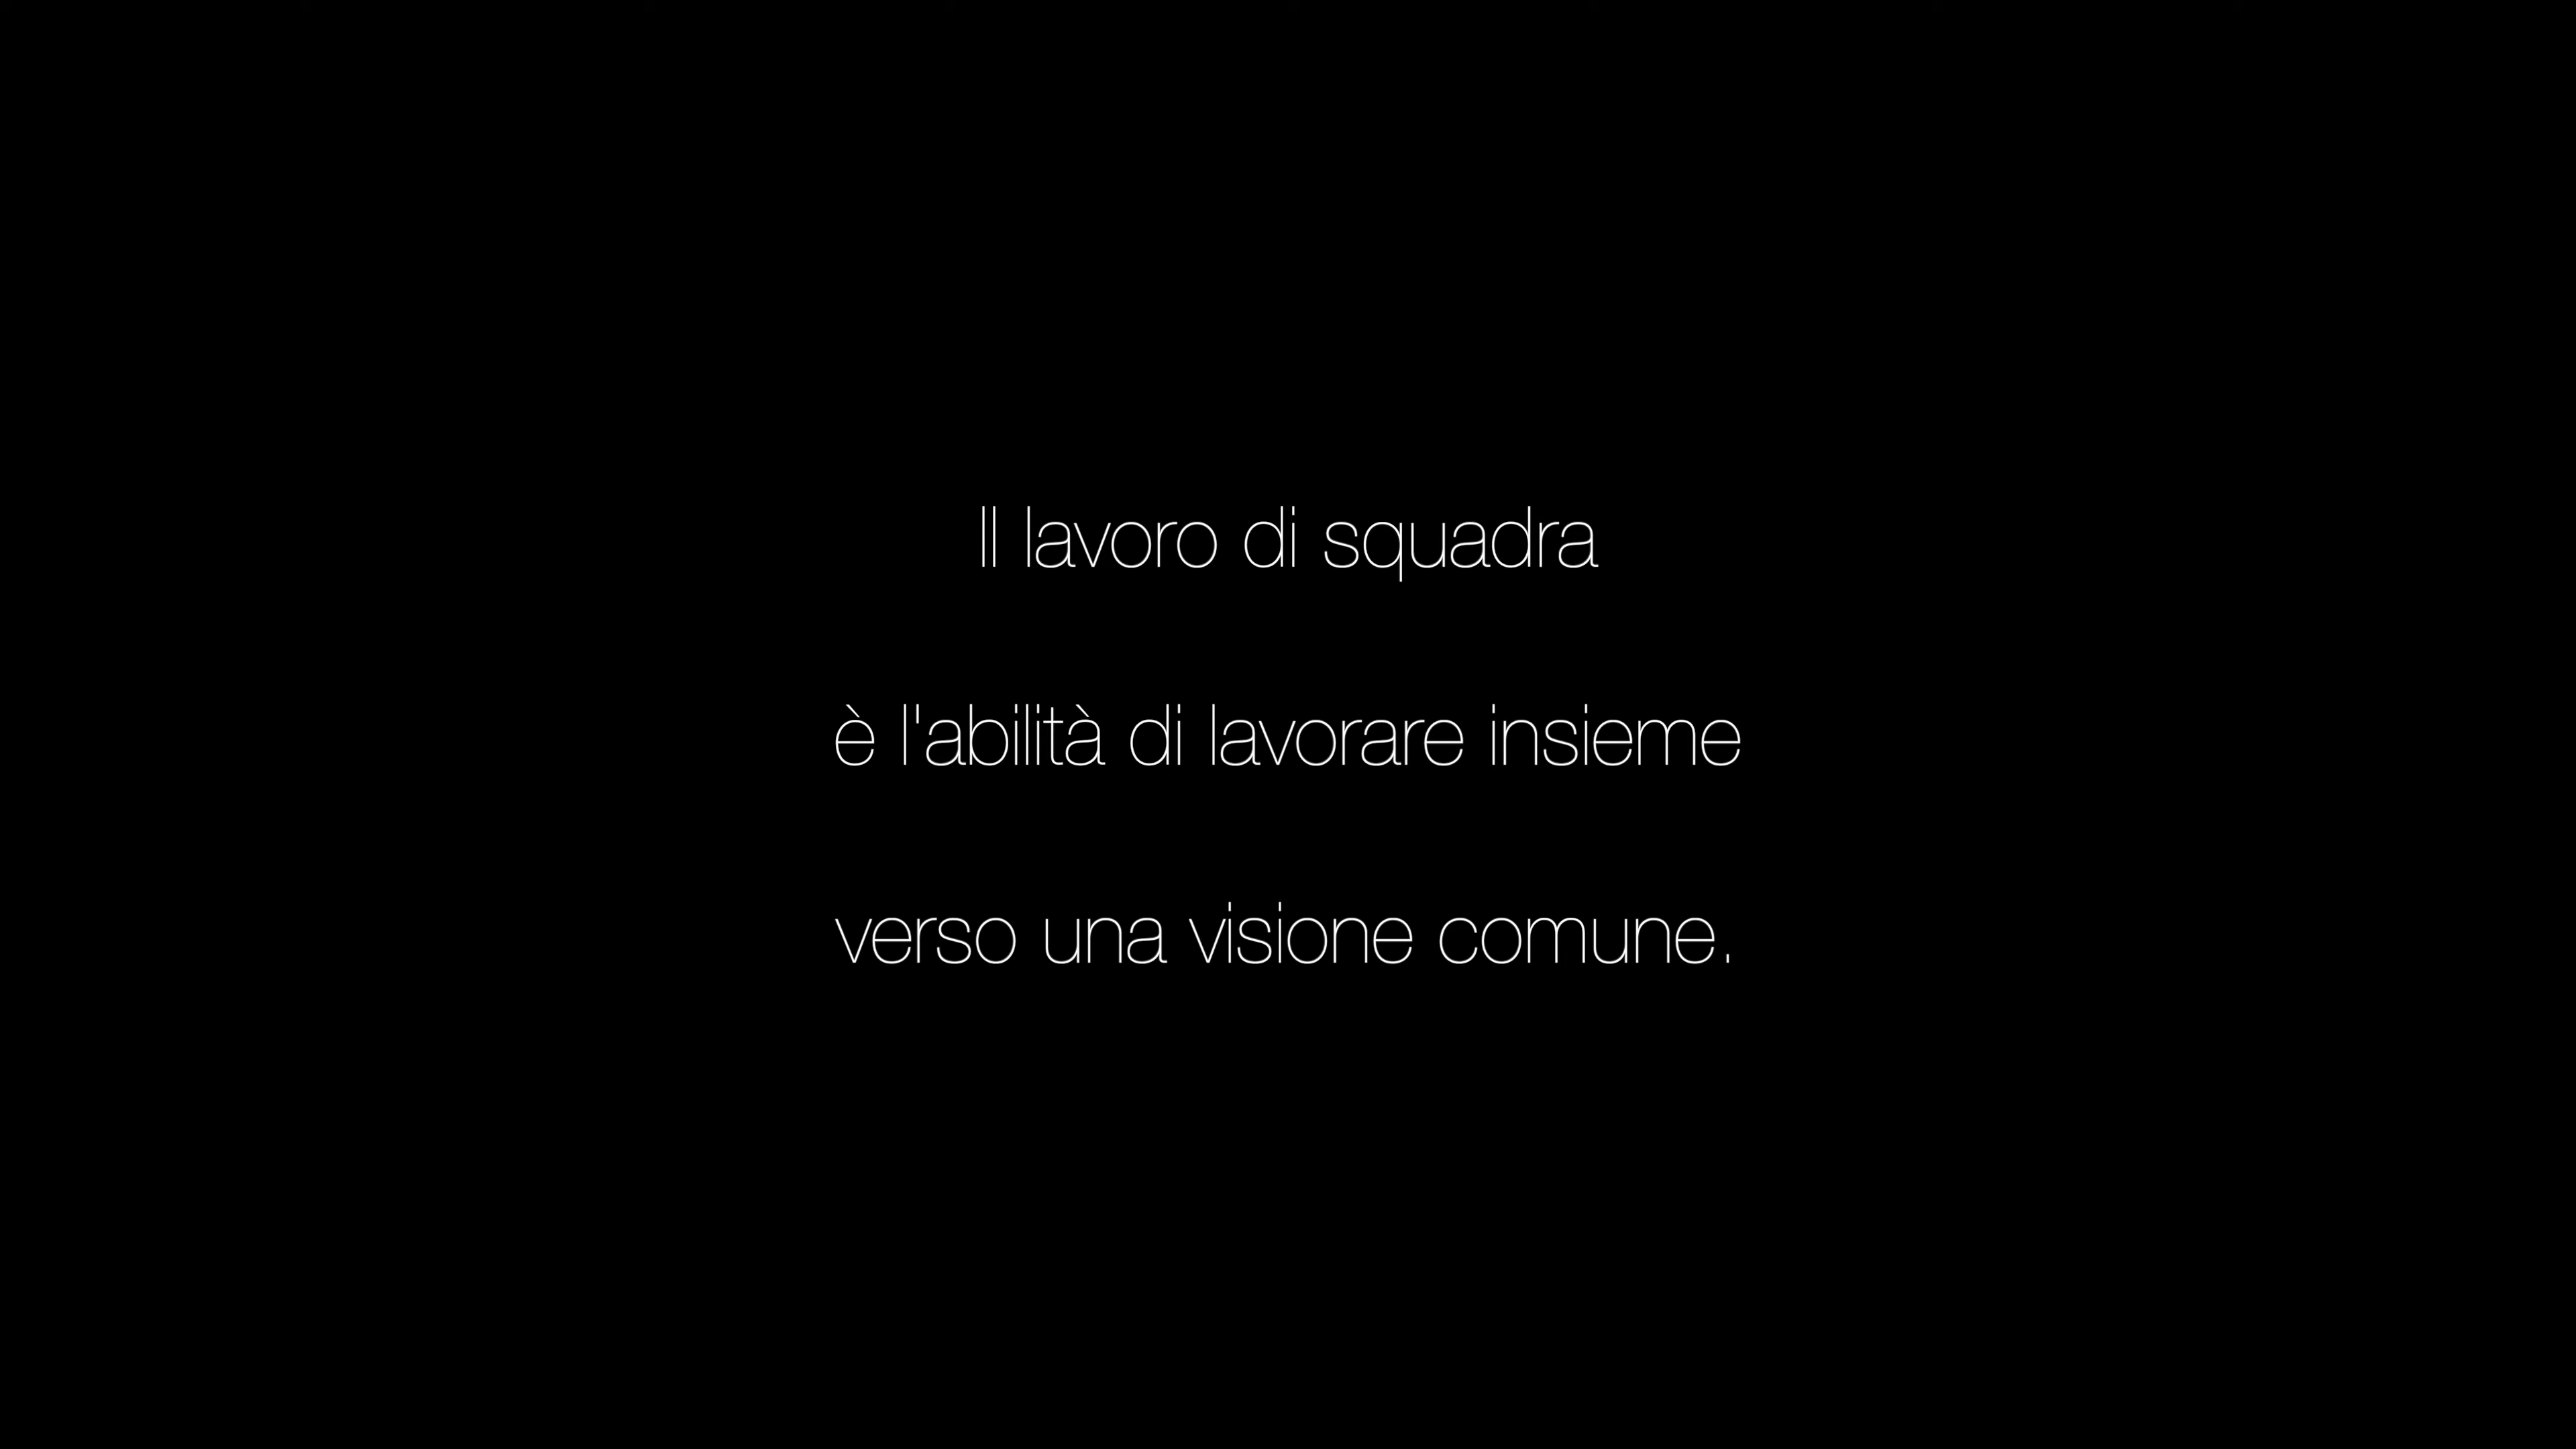 Il lavoro di squadra
è l'abilità di lavorare insieme
verso una visione comune.